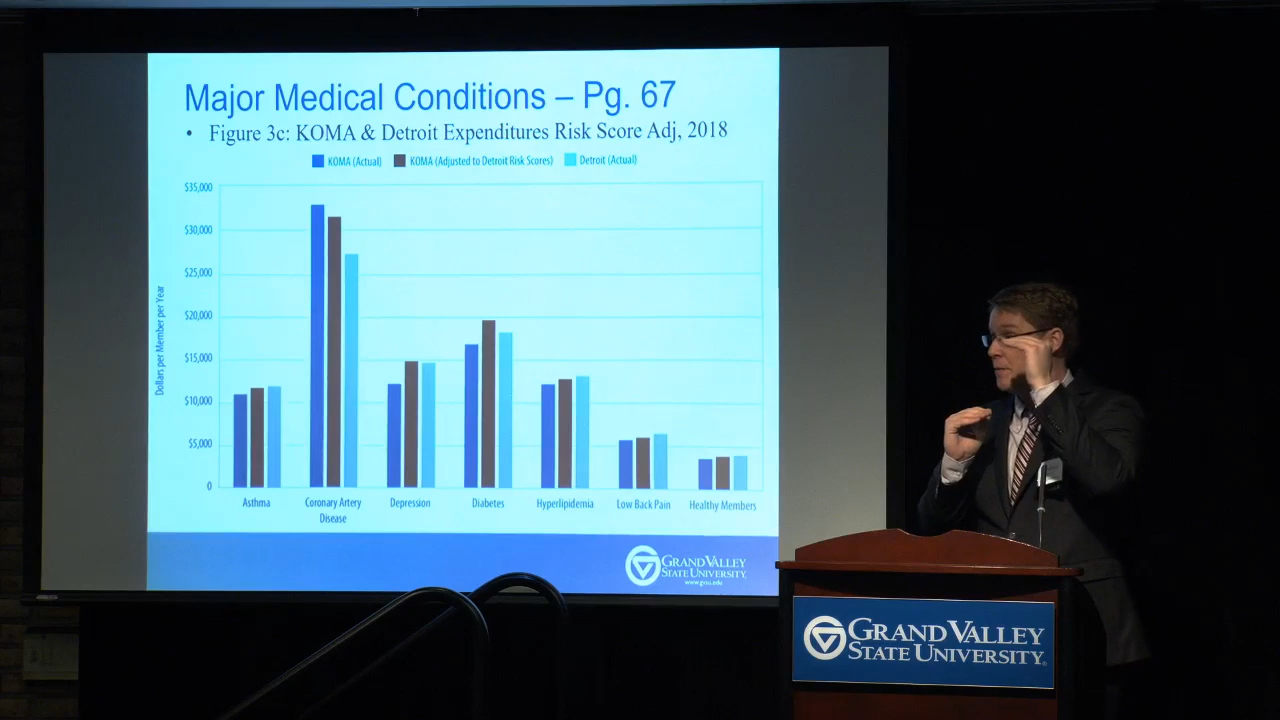 Major Medical Conditions – Pg. 67
• Figure 3c: KOMA & Detroit Expenditures Risk Score Adj, 2018
KOMA (Actual) KOMA (Adjusted to Detroit Risk Scores) Detroit (Actual)
$35,000
$30,000
$25,000
$20,000
$15,000
$10,000
$5,000
0
Dollars per Member per Year
Asthma Coronary Artery Disease Depression Diabetes Hyperlipidemia Low Back Pain Healthy Members
GRAND VALLEY
STATE UNIVERSITY
www.gvsu.edu
GRAND VALLEY
STATE UNIVERSITY